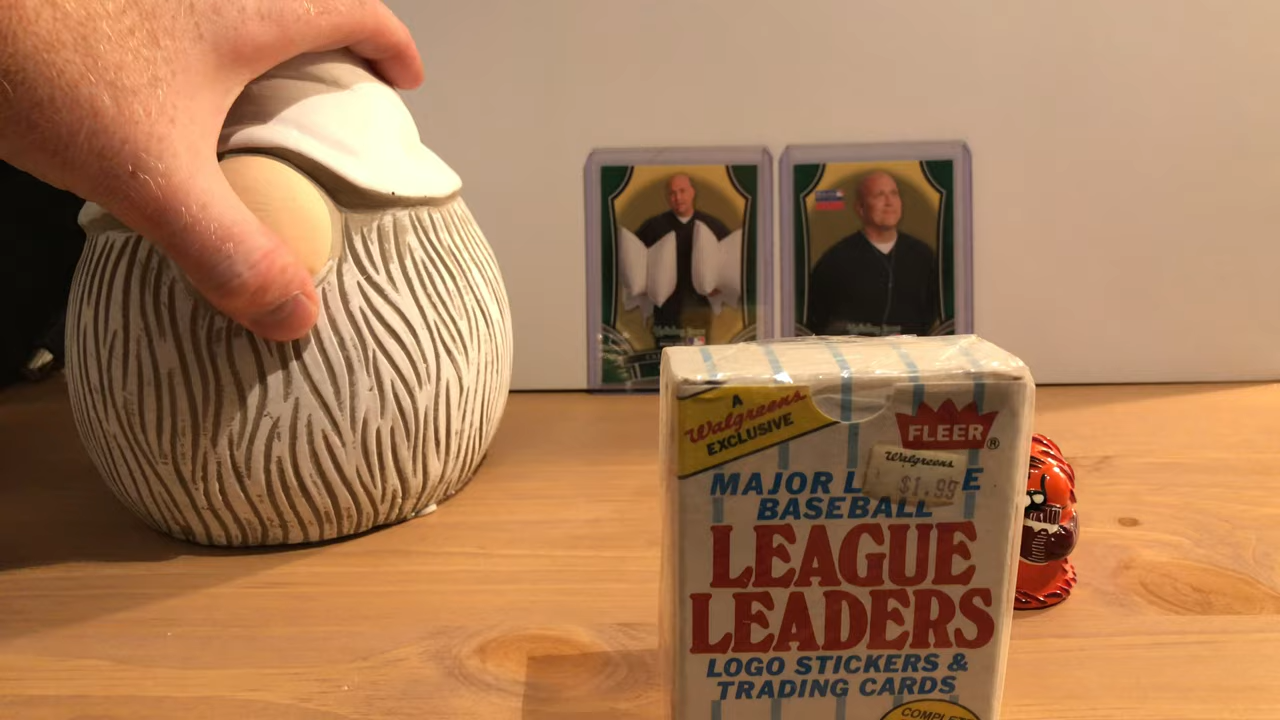 A
Walgreens
EXCLUSIVE
FLEER®
Walgreens
$1.99
MAJOR L E
BASEBALL
LEAGUE
LEADERS
LOGO STICKERS &
TRADING CARDS